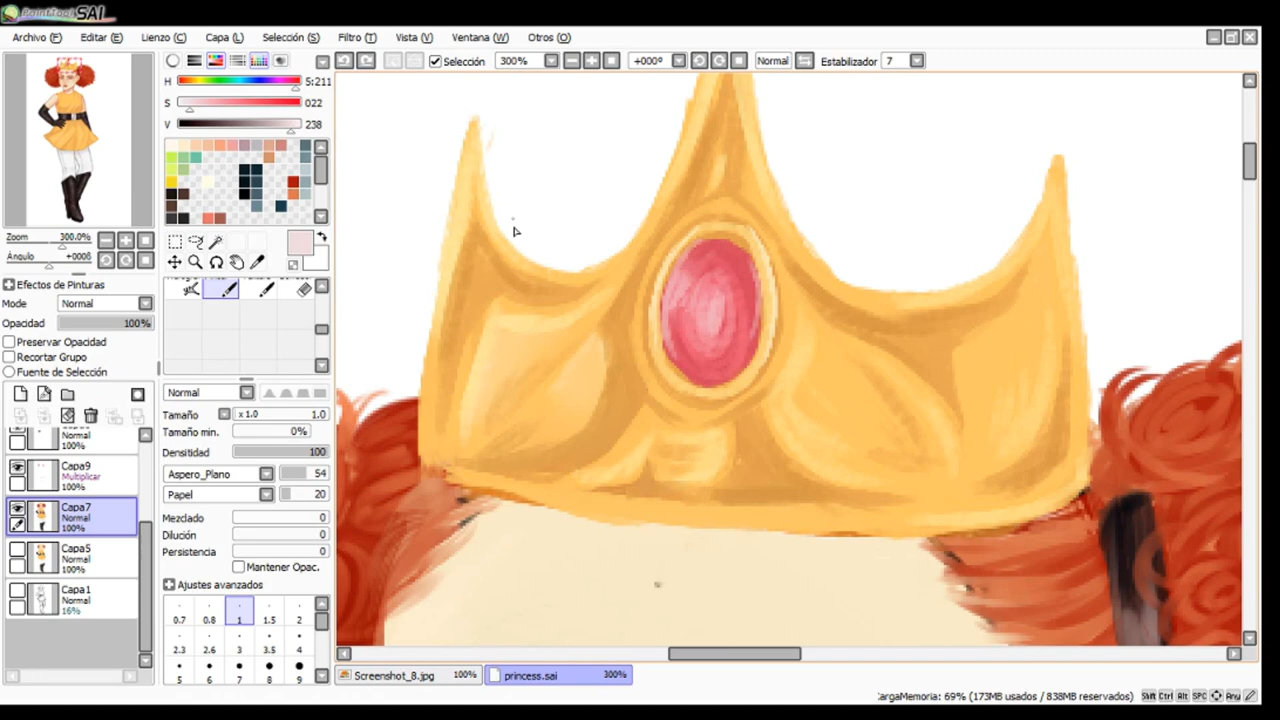 PaintTool SAI
Archivo (F) Editar (E) Lienzo (C) Capa (L) Selección (S) Filtro (T) Vista (V) Ventana (W) Otros (O)
Selección 300% +000º Normal Estabilizador 7
H 5:211
S 022
V 238
Zoom 300.0%
Ángulo +000ß
Efectos de Pinturas
Mode Normal
Opacidad 100%
Preservar Opacidad
Recortar Grupo
Fuente de Selección
Normal
100%
Capa9
Multiplicar
100%
Capa7
Normal
100%
Capa5
Normal
100%
Capa1
Normal
16%
Normal
Tamaño x 1.0 1.0
Tamaño min. 0%
Densitidad 100
Aspero_Plano 54
Papel 20
Mezclado 0
Dilución 0
Persistencia 0
Mantener Opac.
Ajustes avanzados
0.7 0.8 1 1.5 2
2.3 2.6 3 3.5 4
5 6 7 8 9
Screenshot_8.jpg 100% princess.sai 300%
argaMemoria: 69% (173MB usados / 838MB reservados) Shift Ctrl Alt SPC Any